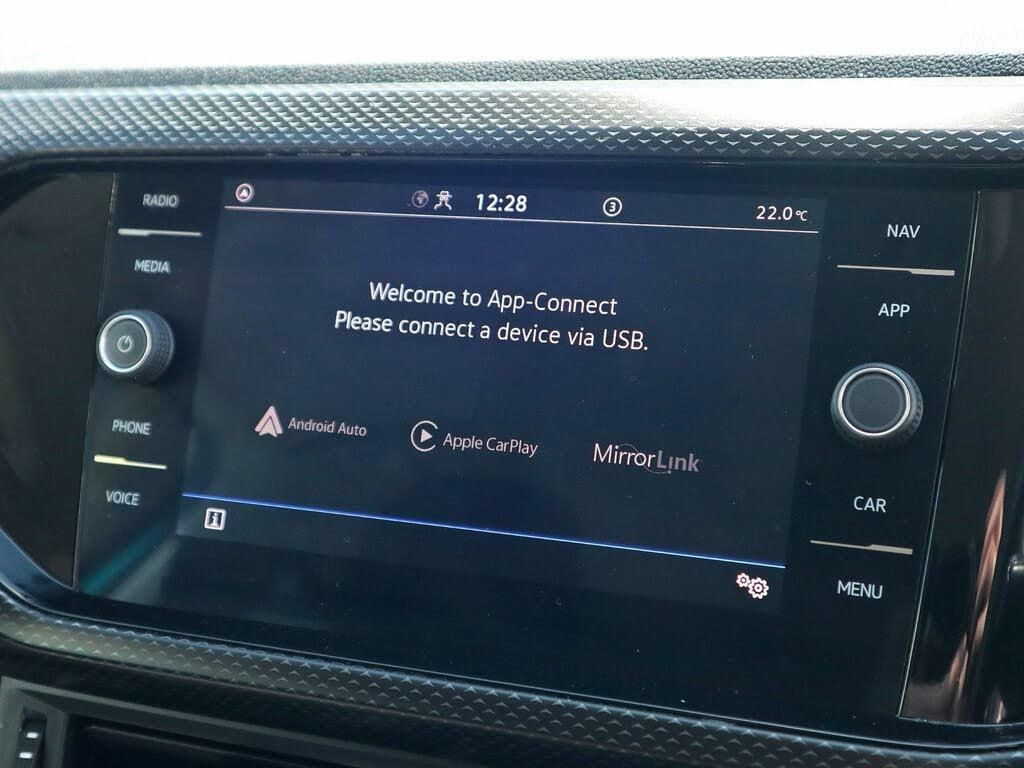 RADIO
MEDIA
PHONE
VOICE
12:28
3
22.0°C
Welcome to App-Connect
Please connect a device via USB.
Android Auto
Apple CarPlay
MirrorLink
i
NAV
APP
CAR
MENU